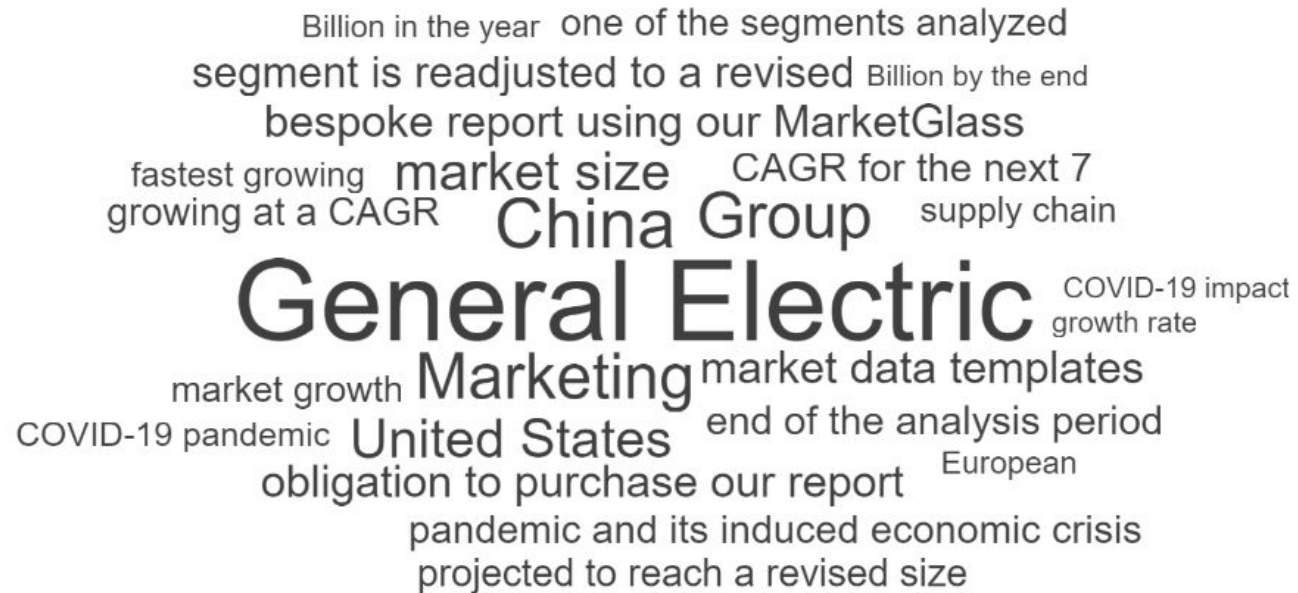 Billion in the year one of the segments analyzed
segment is readjusted to a revised Billion by the end
bespoke report using our MarketGlass
fastest growing market size CAGR for the next 7
growing at a CAGR China Group supply chain
General Electric COVID-19 impact
growth rate
market growth Marketing market data templates
COVID-19 pandemic United States end of the analysis period
obligation to purchase our report European
pandemic and its induced economic crisis
projected to reach a revised size